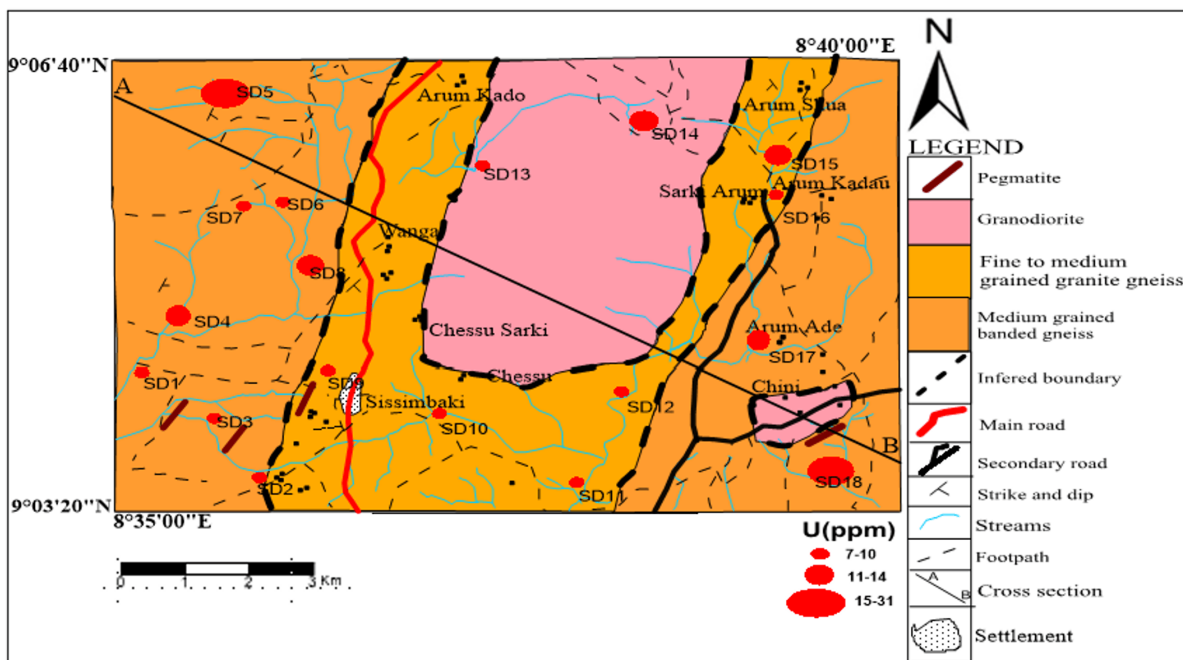 N
8°40'00"E
9°06'40"N
A
SD5
Arum Kado
Arum Shua
SD14
SD15
SD13
Sarki Arum
Arum Kadau
SD7
SD6
SD16
Wanga
SD8
SD4
Chessu Sarki
Arum Ade
SD17
SD1
SD9
Chessu
Chini
Sissimbaki
SD12
SD3
SD10
B
SD2
SD11
SD18
9°03'20"N
8°35'00"E
0 1 2 3 Km
U(ppm)
7-10
11-14
15-31
LEGEND
Pegmatite
Granodiorite
Fine to medium
grained granite gneiss
Medium grained
banded gneiss
Infered boundary
Main road
Secondary road
Strike and dip
Streams
Footpath
A
B
Cross section
Settlement